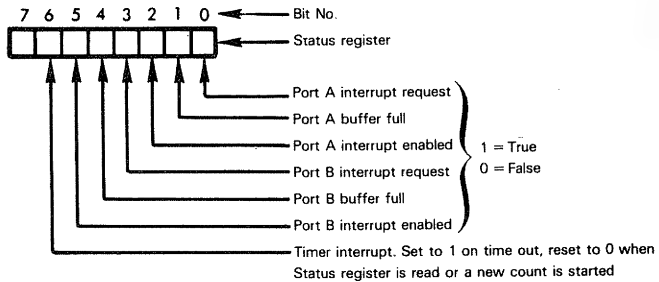 7 6 5 4 3 2 1 0 Bit No.
Status register
Port A interrupt request
Port A buffer full
Port A interrupt enabled
1 = True
Port B interrupt request
0 = False
Port B buffer full
Port B interrupt enabled
Timer interrupt. Set to 1 on time out, reset to 0 when
Status register is read or a new count is started